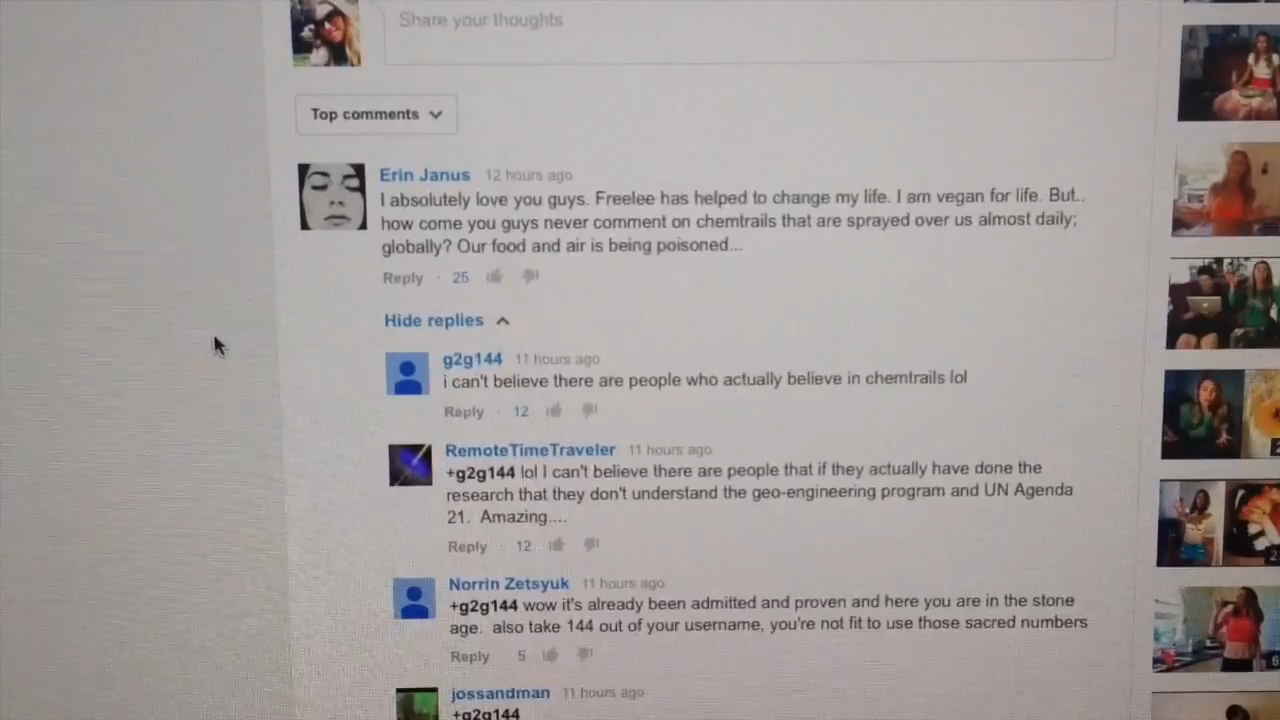 Share your thoughts
Top comments
Erin Janus 12 hours ago
I absolutely love you guys. Freelee has helped to change my life. I am vegan for life. But..
how come you guys never comment on chemtrails that are sprayed over us almost daily;
globally? Our food and air is being poisoned...
Reply · 25
Hide replies
g2g144 11 hours ago
i can't believe there are people who actually believe in chemtrails lol
Reply · 12
RemoteTimeTraveler 11 hours ago
+g2g144 lol I can't believe there are people that if they actually have done the
research that they don't understand the geo-engineering program and UN Agenda
21. Amazing....
Reply · 12
Norrin Zetsyuk 11 hours ago
+g2g144 wow it's already been admitted and proven and here you are in the stone
age. also take 144 out of your username, you're not fit to use those sacred numbers
Reply 5
jossandman 11 hours ago
+g2g144